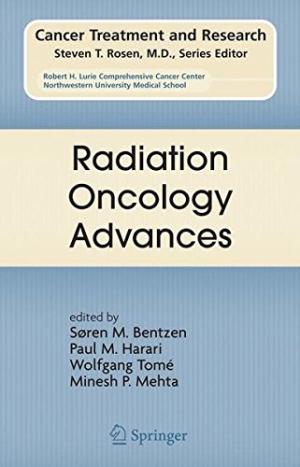 Cancer Treatment and Research
Steven T. Rosen, M.D., Series Editor
Robert H. Lurie Comprehensive Cancer Center
Northwestern University Medical School
Radiation
Oncology
Advances
edited by
Søren M. Bentzen
Paul M. Harari
Wolfgang Tomé
Minesh P. Mehta
Springer